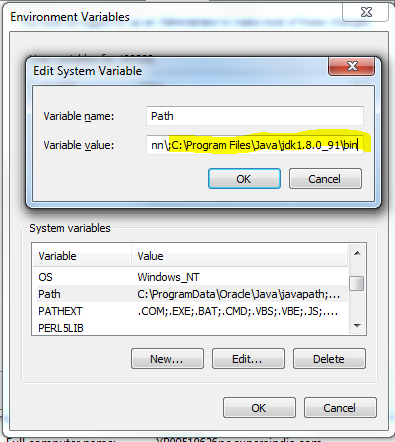 Environment Variables
Edit System Variable
Variable name: Path
Variable value: nn\;C:\Program Files\Java\jdk1.8.0_91\bin
OK Cancel
System variables
Variable Value
OS Windows_NT
Path C:\ProgramData\Oracle\Java\javapath;...
PATHEXT .COM;.EXE;.BAT;.CMD;.VBS;.VBE;.JS;....
PERL5LIB
New... Edit... Delete
OK Cancel